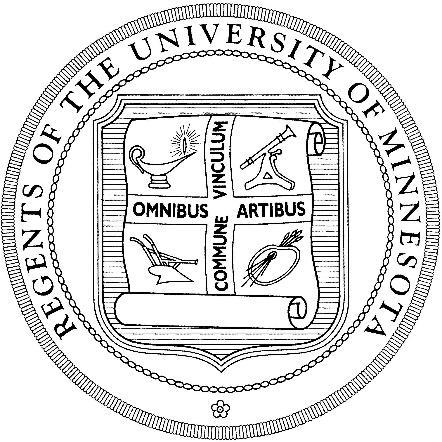 REGENTS OF THE UNIVERSITY OF MINNESOTA
OMNIBUS ARTIBUS
COMMUNE VINCULUM